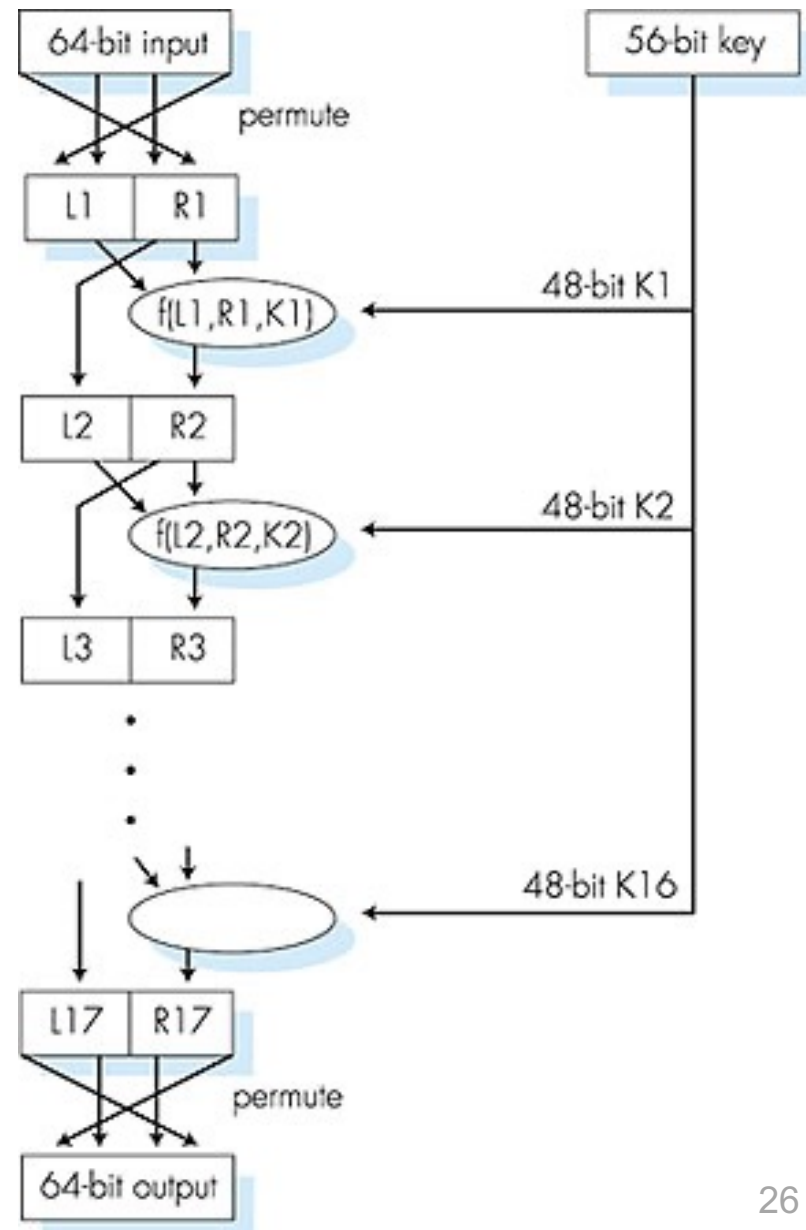 64-bit input
56-bit key
permute
L1 R1
48-bit K1
f(L1,R1,K1)
L2 R2
48-bit K2
f(L2,R2,K2)
L3 R3
48-bit K16
L17 R17
permute
64-bit output
26